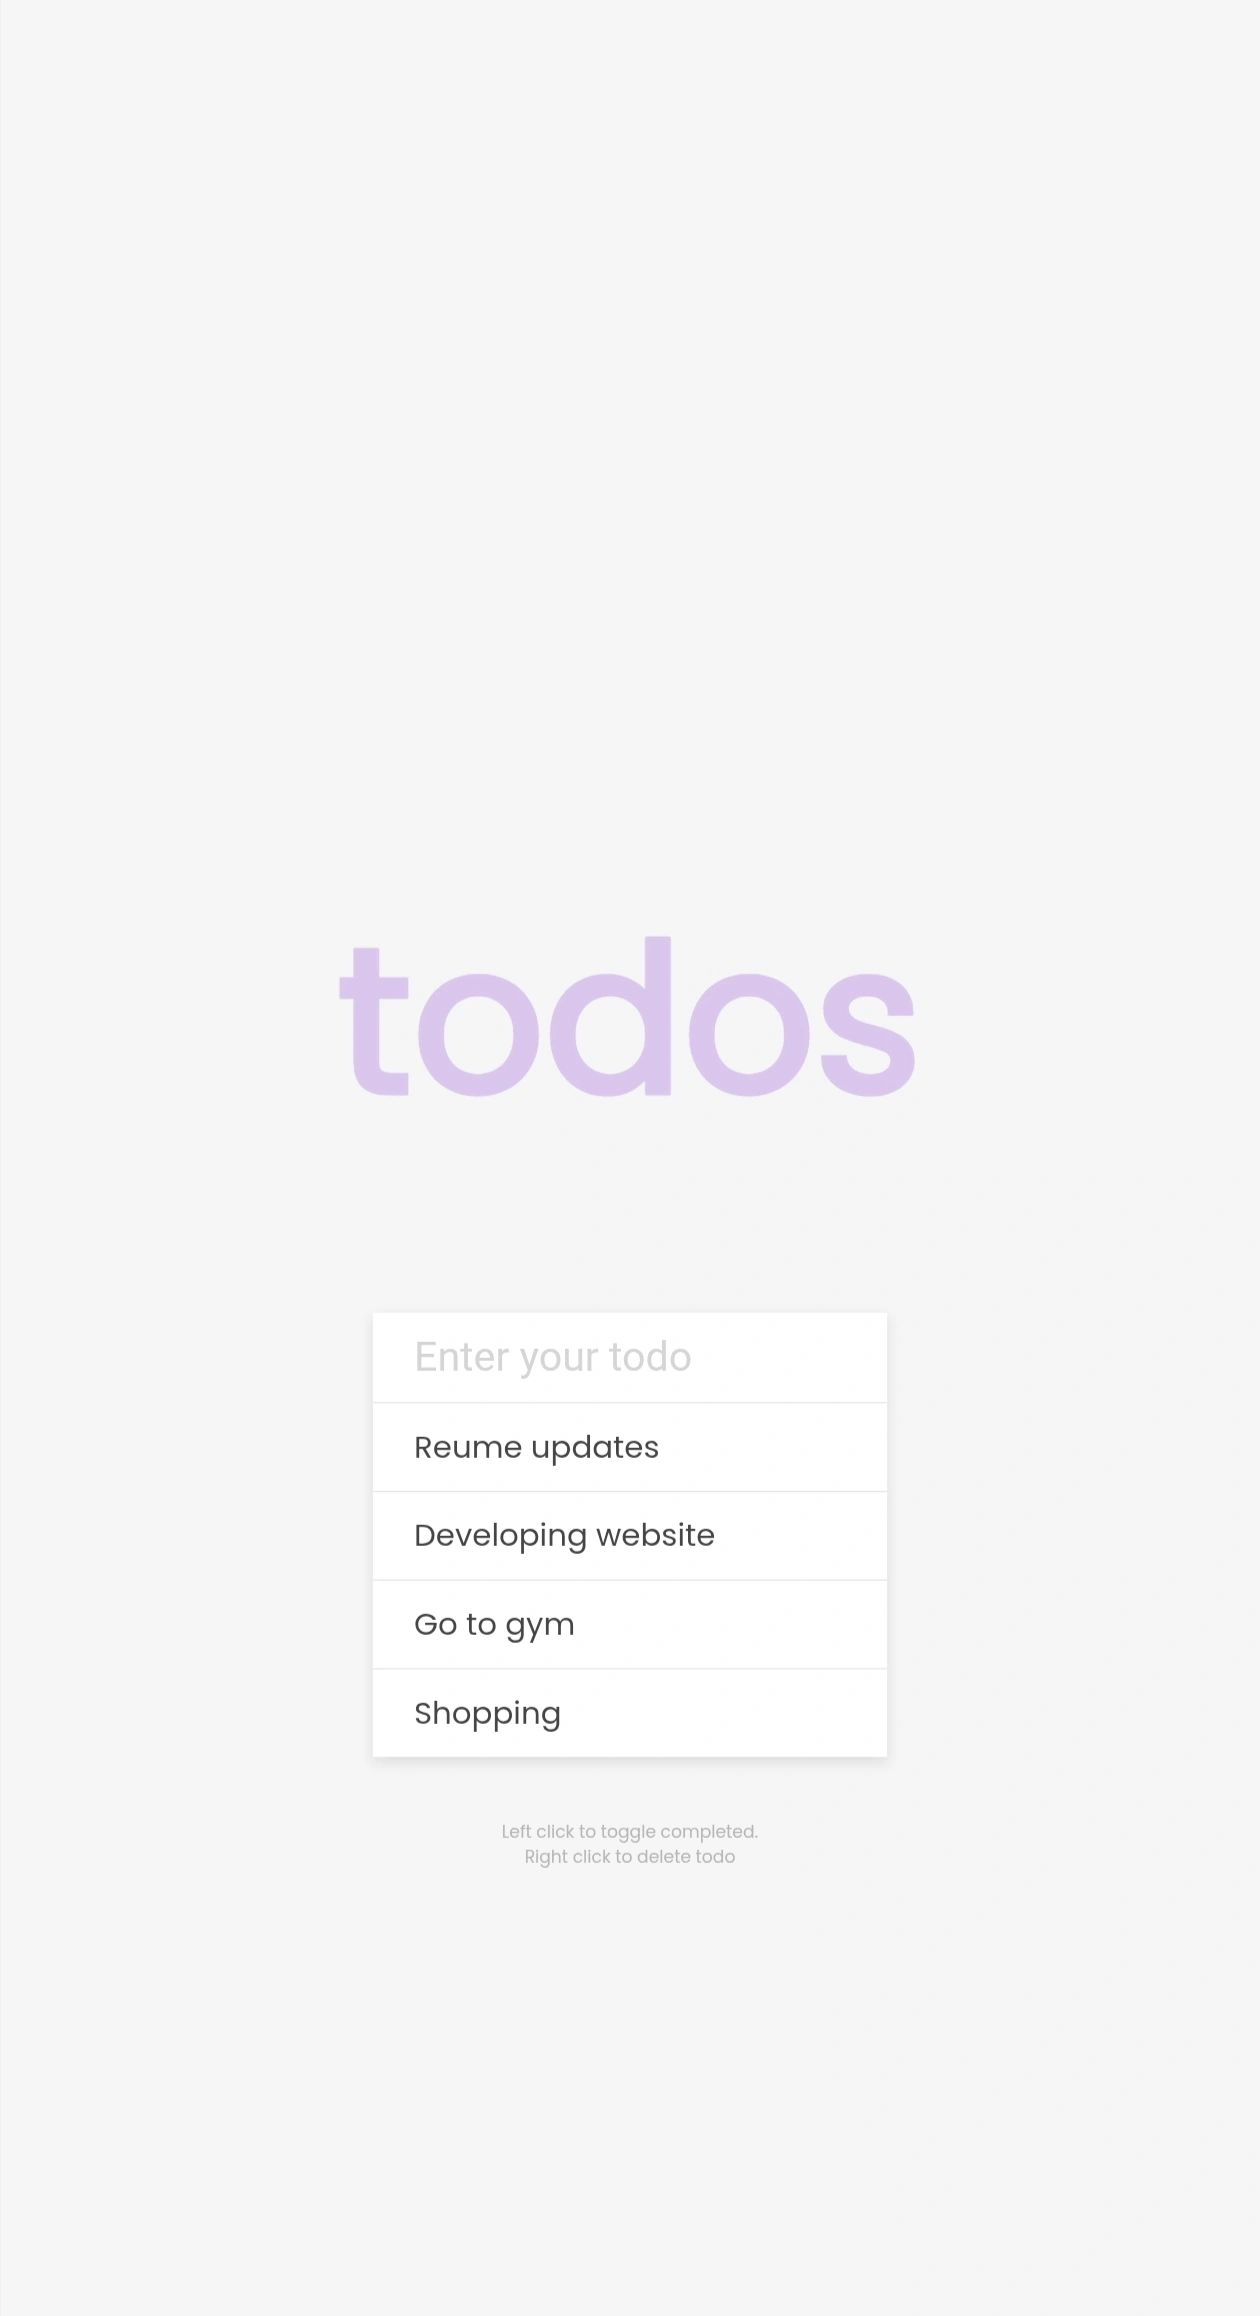 todos
Enter your todo
Reume updates
Developing website
Go to gym
Shopping
Left click to toggle completed.
Right click to delete todo